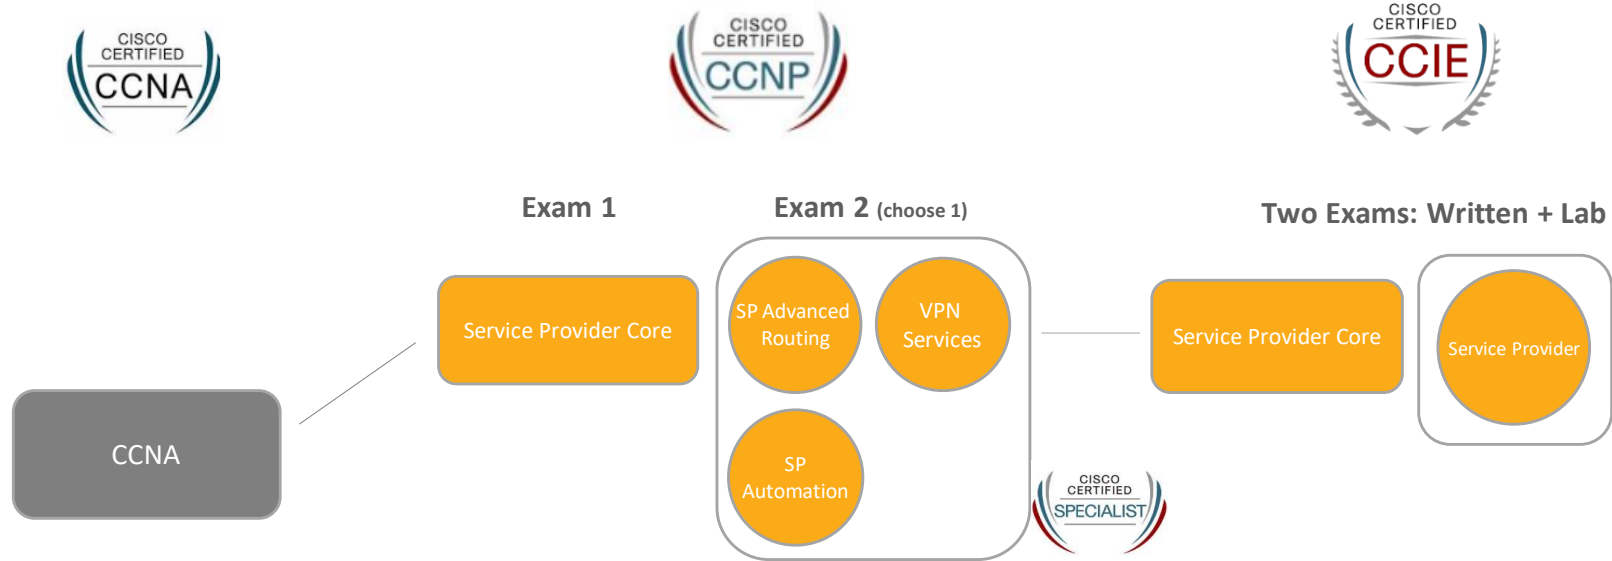 CISCO
CERTIFIED
CCNA
CISCO
CERTIFIED
CCNP
CISCO
CERTIFIED
CCIE
Exam 1
Exam 2 (choose 1)
Two Exams: Written + Lab
Service Provider Core
SP Advanced
Routing
VPN
Services
SP
Automation
Service Provider Core
Service Provider
CCNA
CISCO
CERTIFIED
SPECIALIST